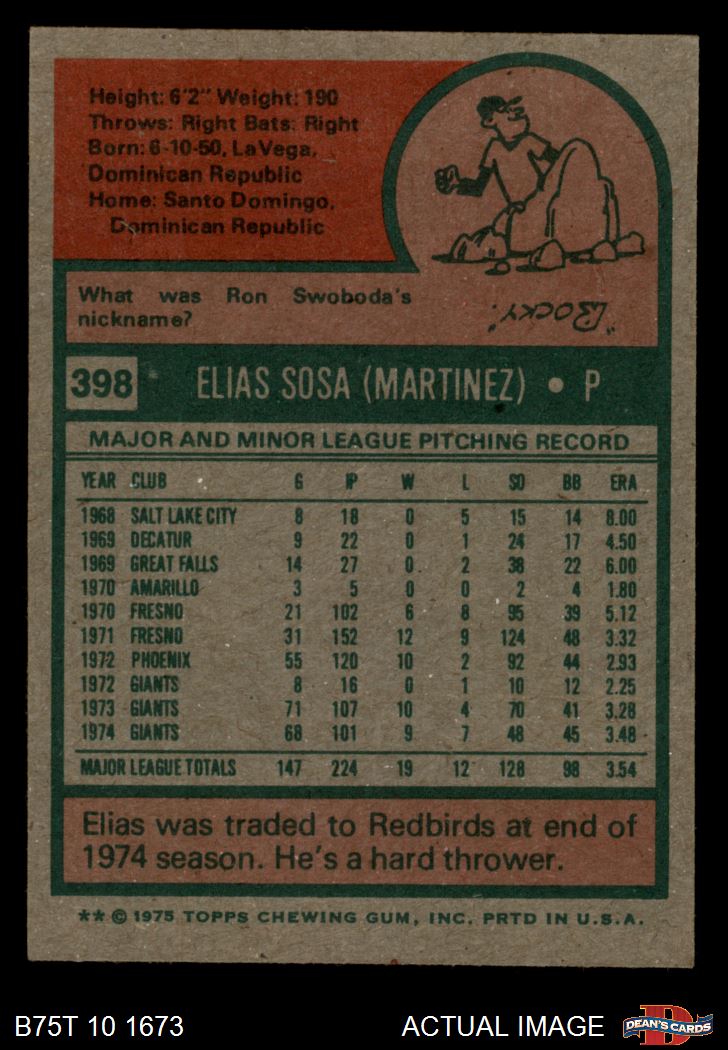 Height: 6'2" Weight: 190
Throws: Right Bats: Right
Born: 6-10-50, La Vega,
Dominican Republic
Home: Santo Domingo,
Dominican Republic
What was Ron Swoboda's
nickname?
"Rocky."
398 ELIAS SOSA (MARTINEZ) • P
MAJOR AND MINOR LEAGUE PITCHING RECORD
YEAR CLUB G IP W L SO BB ERA
1968 SALT LAKE CITY 8 18 0 5 15 14 8.00
1969 DECATUR 9 22 0 1 24 17 4.50
1969 GREAT FALLS 14 27 0 2 38 22 6.00
1970 AMARILLO 3 5 0 0 2 4 1.80
1970 FRESNO 21 102 6 8 95 39 5.12
1971 FRESNO 31 152 12 9 124 48 3.32
1972 PHOENIX 55 120 10 2 92 44 2.93
1972 GIANTS 8 16 0 1 10 12 2.25
1973 GIANTS 71 107 10 4 70 41 3.28
1974 GIANTS 68 101 9 7 48 45 3.48
MAJOR LEAGUE TOTALS 147 224 19 12 128 98 3.54
Elias was traded to Redbirds at end of
1974 season. He's a hard thrower.
** © 1975 TOPPS CHEWING GUM, INC. PRTD IN U.S.A.
B75T 10 1673 ACTUAL IMAGE
D
DEAN'S CARDS